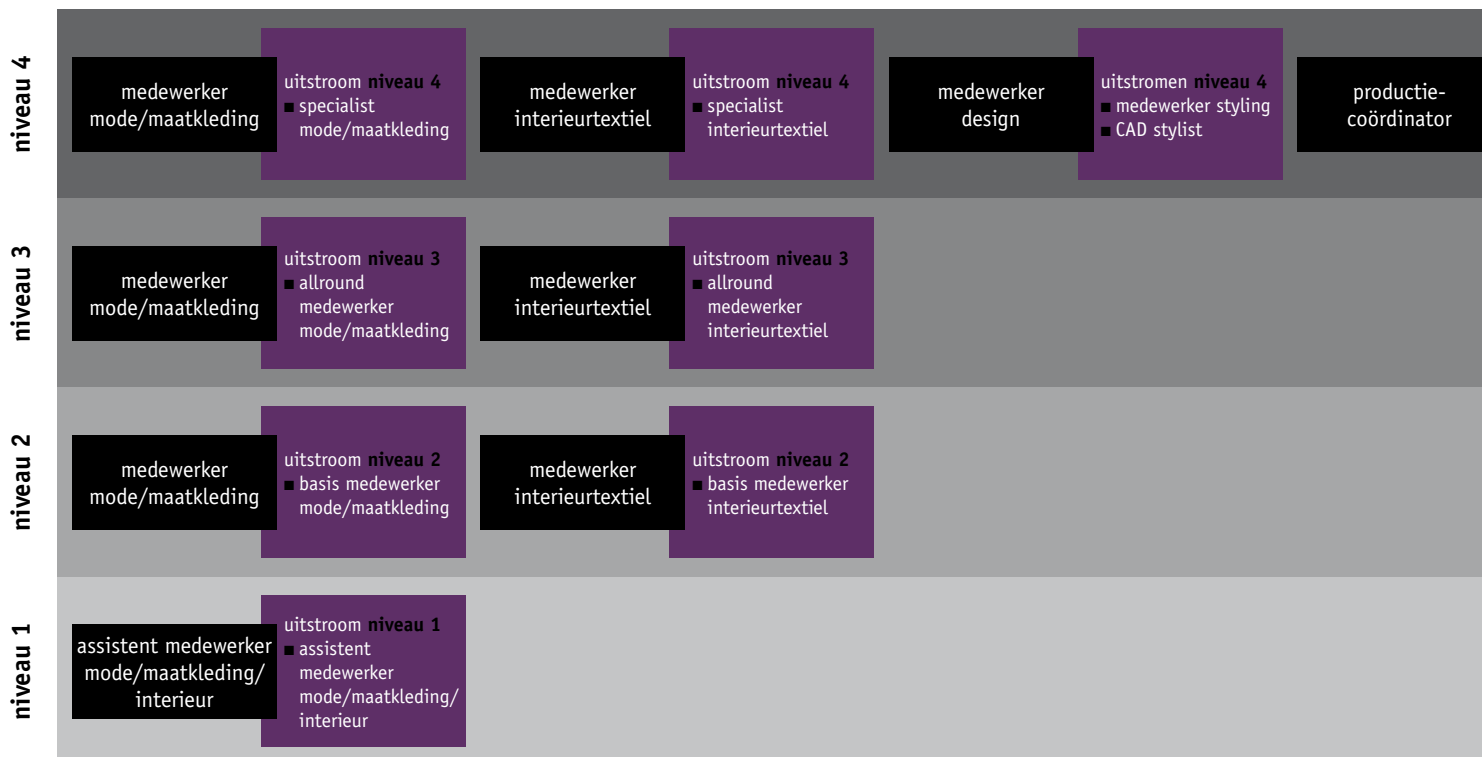 niveau 4
medewerker
mode/maatkleding
uitstroom niveau 4
■ specialist
mode/maatkleding
medewerker
interieurtextiel
uitstroom niveau 4
■ specialist
interieurtextiel
medewerker
design
uitstromen niveau 4
■ medewerker styling
■ CAD stylist
productie-
coördinator
niveau 3
medewerker
mode/maatkleding
uitstroom niveau 3
■ allround
medewerker
mode/maatkleding
medewerker
interieurtextiel
uitstroom niveau 3
■ allround
medewerker
interieurtextiel
niveau 2
medewerker
mode/maatkleding
uitstroom niveau 2
■ basis medewerker
mode/maatkleding
medewerker
interieurtextiel
uitstroom niveau 2
■ basis medewerker
interieurtextiel
niveau 1
assistent medewerker
mode/maatkleding/
interieur
uitstroom niveau 1
■ assistent
medewerker
mode/maatkleding/
interieur